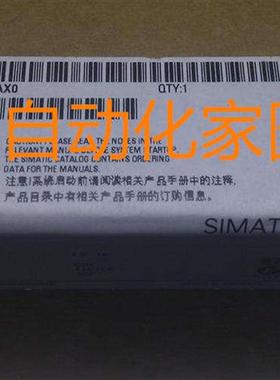 AX0 QTY:1
自动化家园
CAUTION! PLEASE READ THE NOTES IN THE
RELEVANT MANUAL BEFORE SYSTEM STARTUP.
THE SIMATIC CATALOG CONTAINS ORDERING
DATA FOR THE MANUALS.
注意!系统启动前请阅读相关产品手册中的注释,
产品目录中有相关产品手册的订购信息。
SIMAT